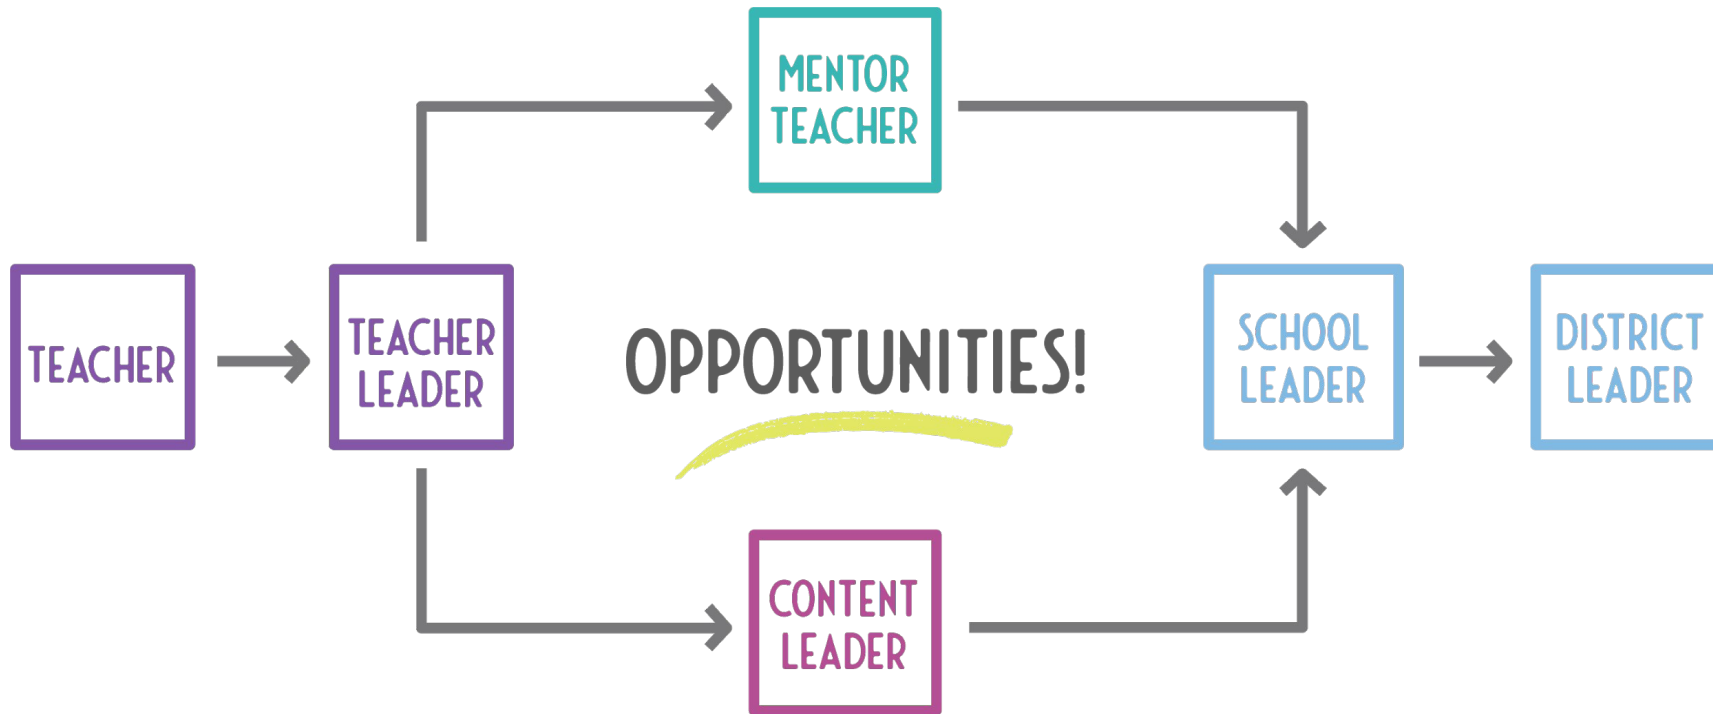 MENTOR
TEACHER
TEACHER
TEACHER
LEADER
OPPORTUNITIES!
SCHOOL
LEADER
DISTRICT
LEADER
CONTENT
LEADER